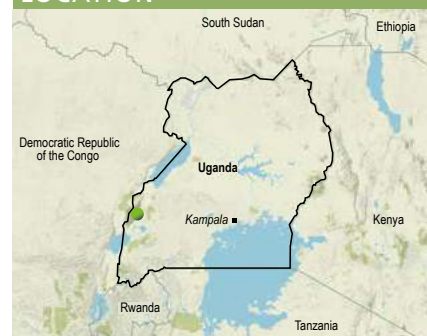 LOCATION
South Sudan
Ethiopia
Democratic Republic
of the Congo
Uganda
Kampala
Kenya
Rwanda
Tanzania